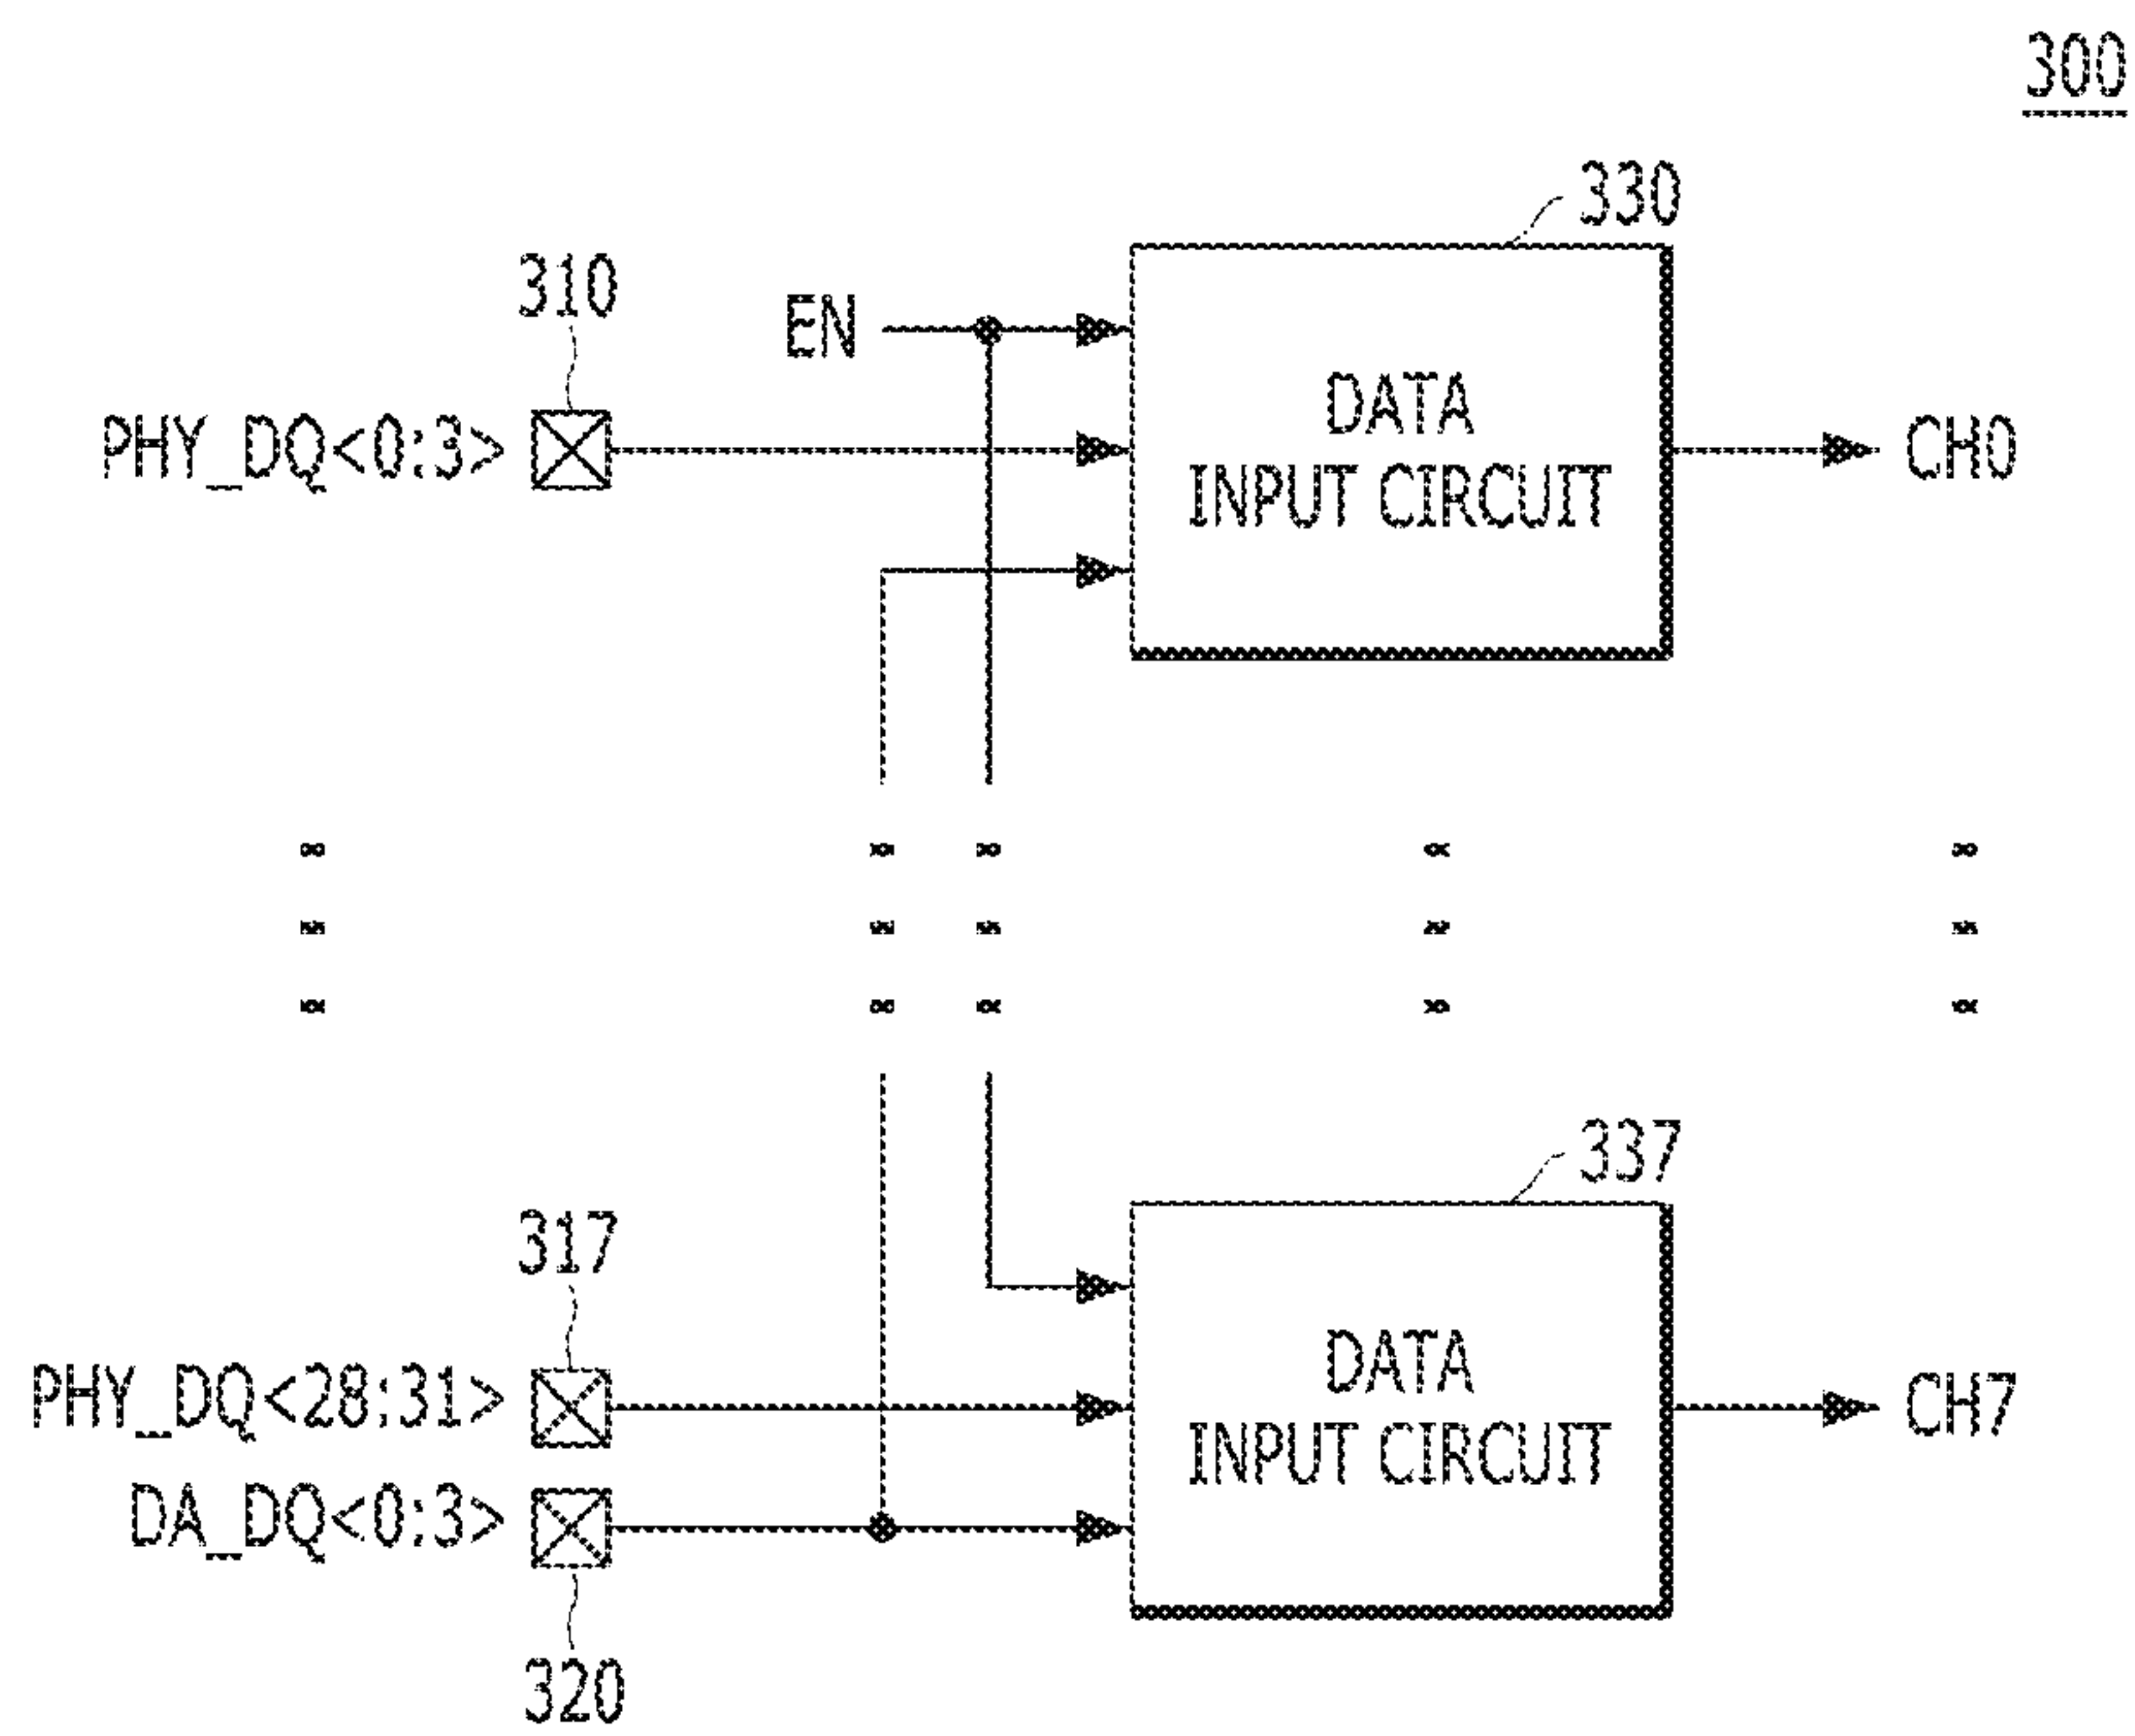 300
330
310
EN
PHY_DQ<0:3>
DATA
INPUT CIRCUIT
CH0
337
317
PHY_DQ<28:31>
DATA
INPUT CIRCUIT
CH7
DA_DQ<0:3>
320